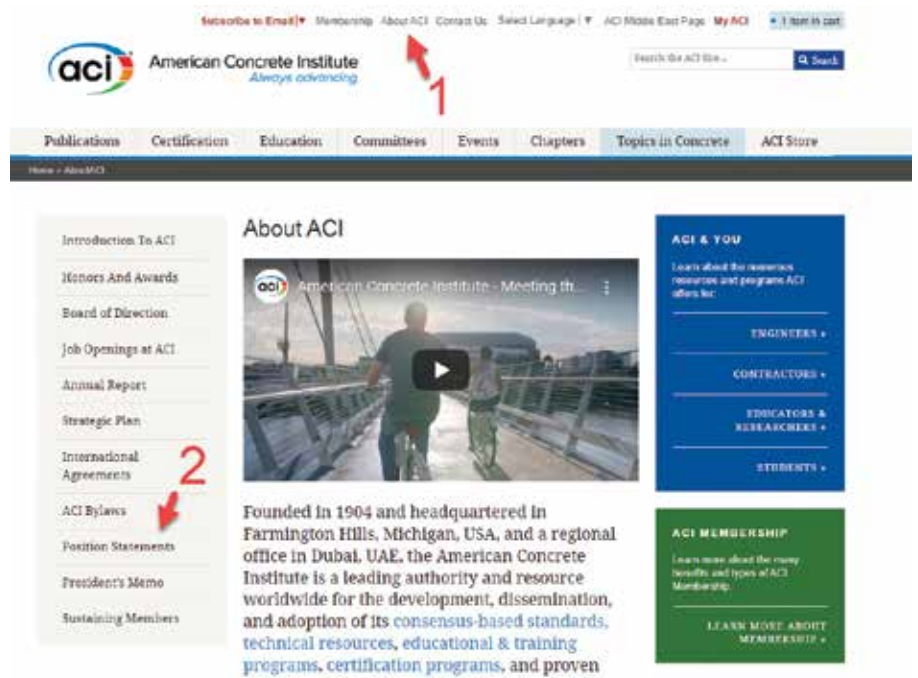 Subscribe to Email | ▼ Membership About ACI Contact Us Select Language | ▼ ACI Middle East Page My ACI 1 item in cart
aci American Concrete Institute
Always advancing
Search the ACI Site ... Search
1
Publications Certification Education Committees Events Chapters Topics in Concrete ACI Store
Home » About ACI
Introduction To ACI
Honors And Awards
Board of Direction
Job Openings at ACI
Annual Report
Strategic Plan
International
Agreements
2
ACI Bylaws
Position Statements
President's Memo
Sustaining Members
About ACI
aci American Concrete Institute - Meeting th...
Founded in 1904 and headquartered in
Farmington Hills, Michigan, USA, and a regional
office in Dubai, UAE, the American Concrete
Institute is a leading authority and resource
worldwide for the development, dissemination,
and adoption of its consensus-based standards,
technical resources, educational & training
programs, certification programs, and proven
ACI & YOU
Learn about the numerous
resources and programs ACI
offers for:
ENGINEERS »
CONTRACTORS »
EDUCATORS &
RESEARCHERS »
STUDENTS »
ACI MEMBERSHIP
Learn more about the many
benefits and types of ACI
Membership.
LEARN MORE ABOUT
MEMBERSHIP »